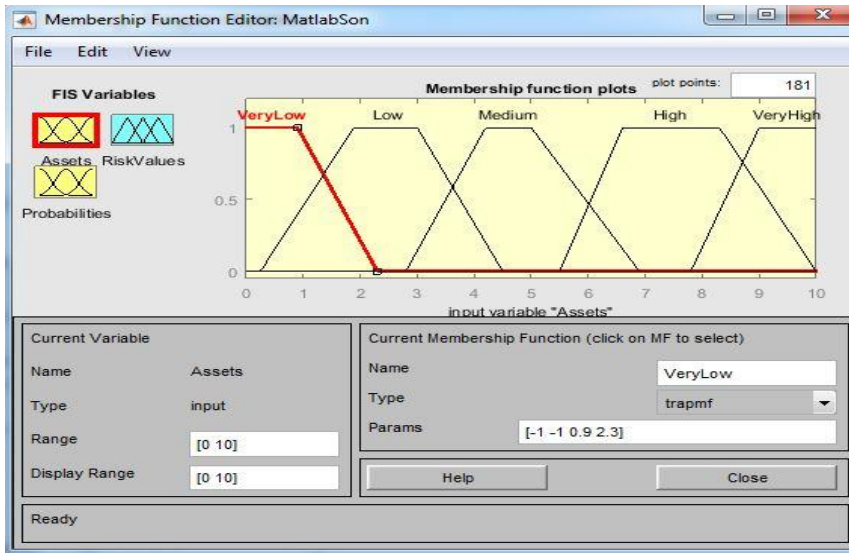 Membership Function Editor: MatlabSon
File Edit View
FIS Variables
Assets RiskValues
Probabilities
Membership function plots plot points: 181
VeryLow Low Medium High VeryHigh
1
0.5
0
0 1 2 3 4 5 6 7 8 9 10
input variable "Assets"
Current Variable
Name Assets
Type input
Range [0 10]
Display Range [0 10]
Current Membership Function (click on MF to select)
Name VeryLow
Type trapmf
Params [-1 -1 0.9 2.3]
Help Close
Ready